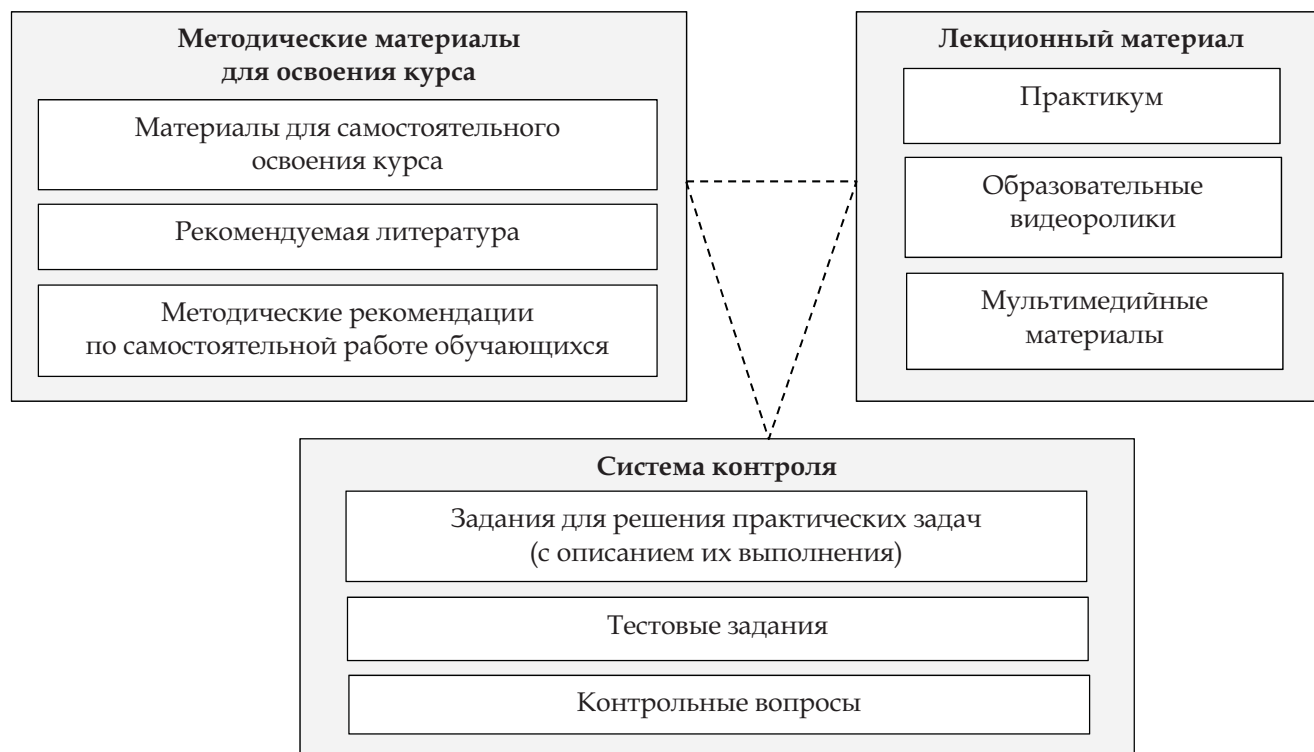 Методические материалы
для освоения курса
Материалы для самостоятельного
освоения курса
Рекомендуемая литература
Методические рекомендации
по самостоятельной работе обучающихся
Лекционный материал
Практикум
Образовательные
видеоролики
Мультимедийные
материалы
Система контроля
Задания для решения практических задач
(с описанием их выполнения)
Тестовые задания
Контрольные вопросы